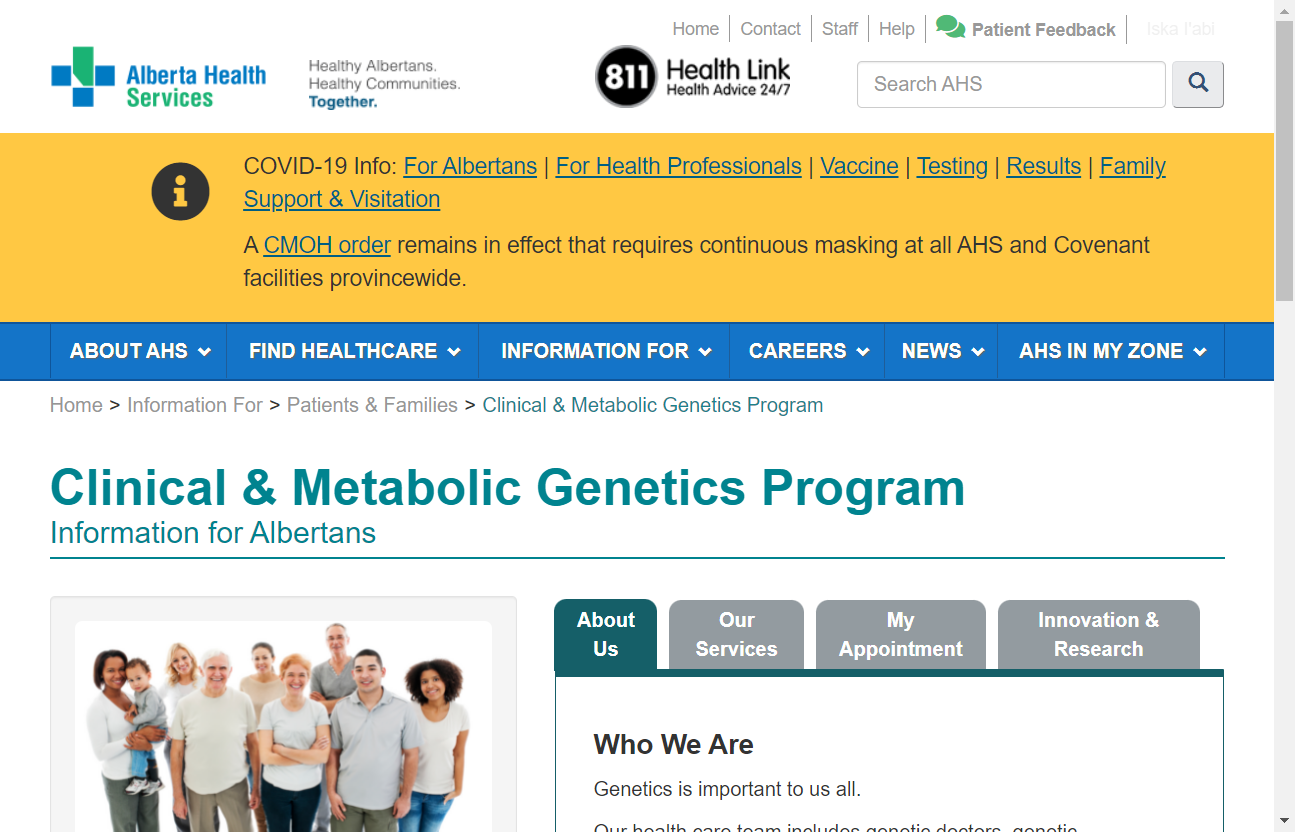 Home Contact Staff Help Patient Feedback Iska I'abi
Alberta Health
Services
Healthy Albertans.
Healthy Communities.
Together.
811 Health Link
Health Advice 24/7
Search AHS
COVID-19 Info: For Albertans | For Health Professionals | Vaccine | Testing | Results | Family
Support & Visitation
A CMOH order remains in effect that requires continuous masking at all AHS and Covenant
facilities provincewide.
ABOUT AHS FIND HEALTHCARE INFORMATION FOR CAREERS NEWS AHS IN MY ZONE
Home > Information For > Patients & Families > Clinical & Metabolic Genetics Program
Clinical & Metabolic Genetics Program
Information for Albertans
About
Us
Our
Services
My
Appointment
Innovation &
Research
Who We Are
Genetics is important to us all.
Our health care team includes genetic doctors, genetic